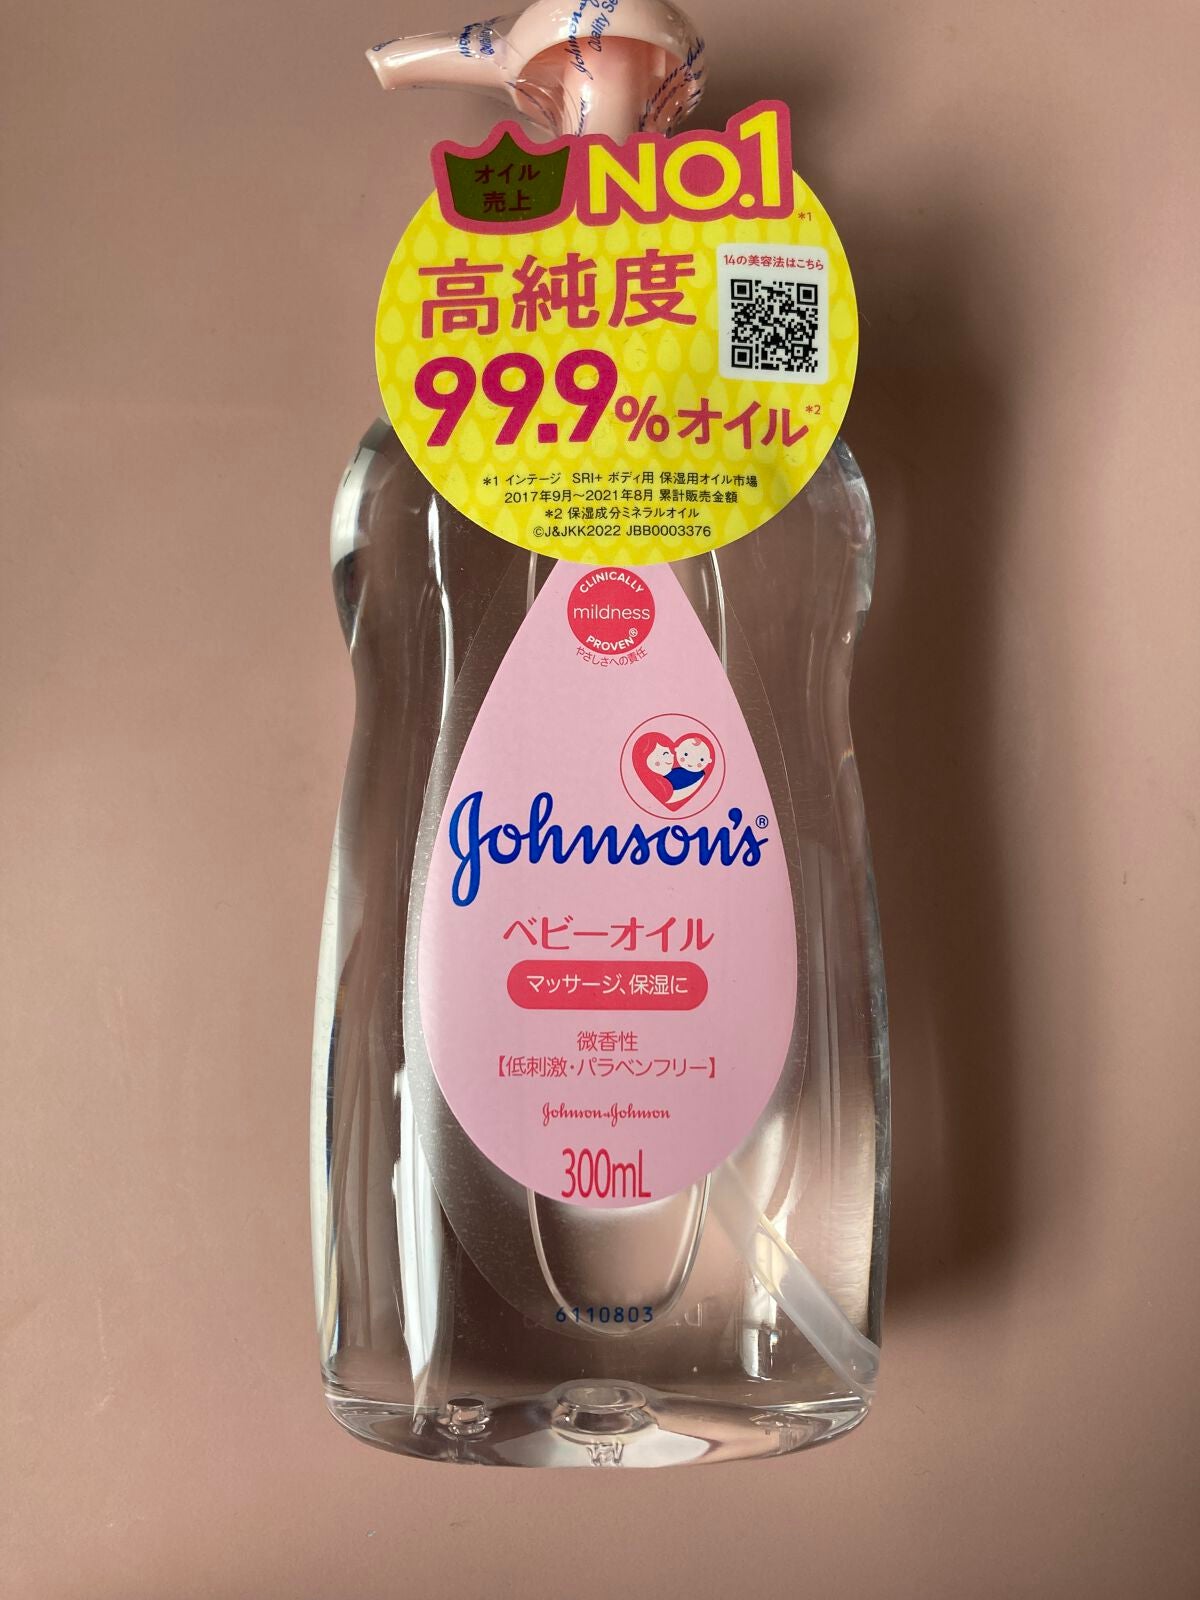 Johnson & Johnson
Quality Se
オイル
売上
NO.1
*1
14の美容法はこちら
高純度
99.9%オイル*2
*1 インテージ SRI+ ボディ用 保湿用オイル市場
2017年9月〜2021年8月 累計販売金額
*2 保湿成分ミネラルオイル
©J&JKK2022 JBB0003376
CLINICALLY
mildness
PROVEN®
やさしさへの責任
Johnson's®
ベビーオイル
マッサージ、保湿に
微香性
【低刺激・パラベンフリー】
Johnson&Johnson
300mL
6110803